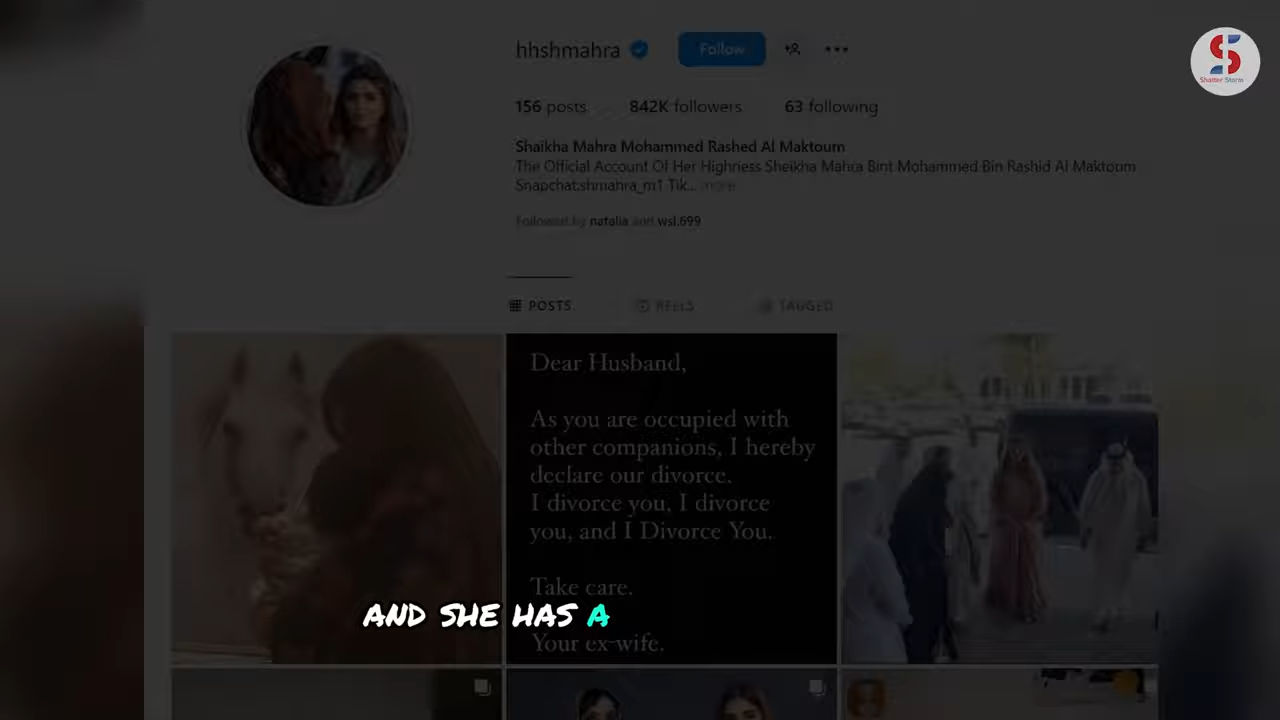 hhshmahra
Follow
156 posts 842K followers 63 following
Shaikha Mahra Mohammed Rashed Al Maktoum
The Official Account Of Her Highness Sheikha Mahra Bint Mohammed Bin Rashid Al Maktoum
Snapchat:shmahra_m1 Tik... more
Followed by natalia and wsl.699
POSTS REELS TAGGED
Dear Husband,
As you are occupied with
other companions, I hereby
declare our divorce.
I divorce you, I divorce
you, and I Divorce You.
Take care.
AND SHE HAS A
Your ex-wife.
Shatter Storm